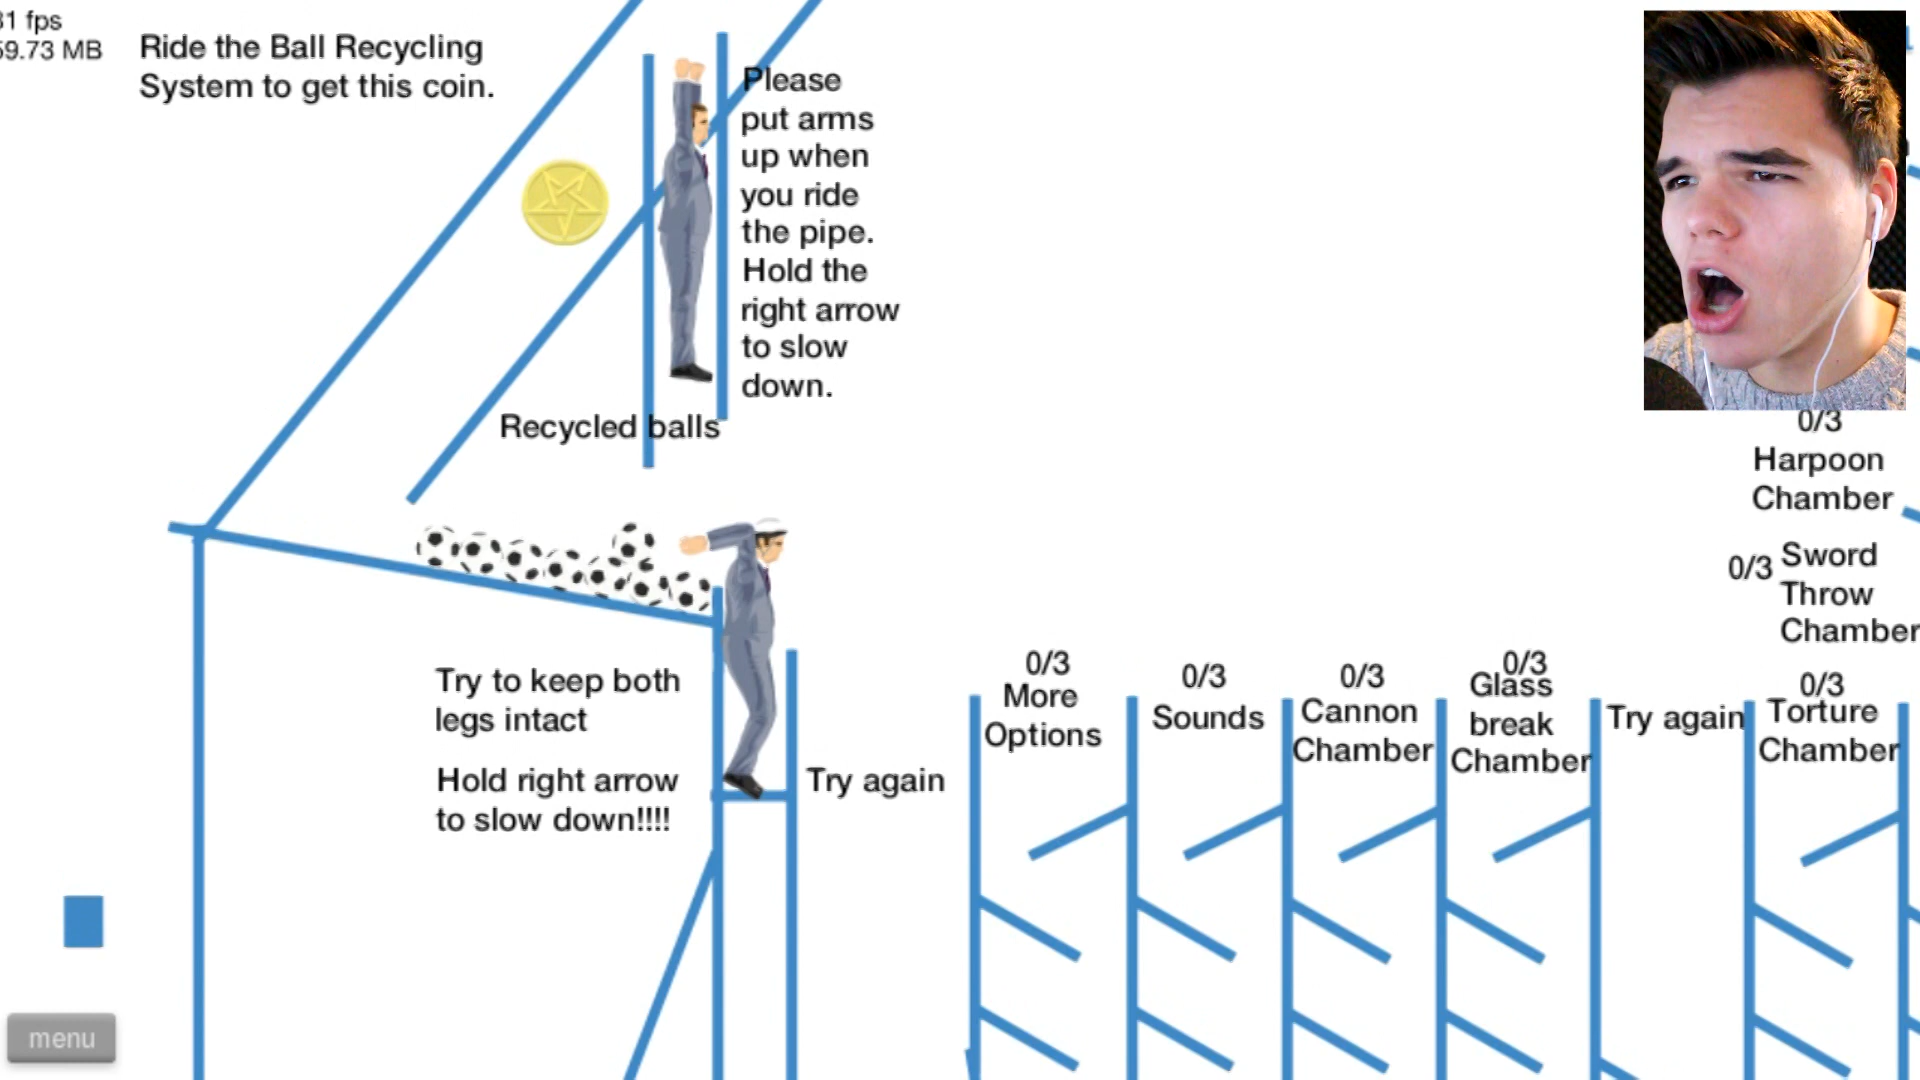 31 fps
59.73 MB
Ride the Ball Recycling
System to get this coin.
Please
put arms
up when
you ride
the pipe.
Hold the
right arrow
to slow
down.
Recycled balls
Try to keep both
legs intact
Hold right arrow
to slow down!!!!
Try again
0/3
More
Options
0/3
Sounds
0/3
Cannon
Chamber
0/3
Glass
break
Chamber
Try again
0/3
Torture
Chamber
0/3
Harpoon
Chamber
0/3
Sword
Throw
Chamber
menu